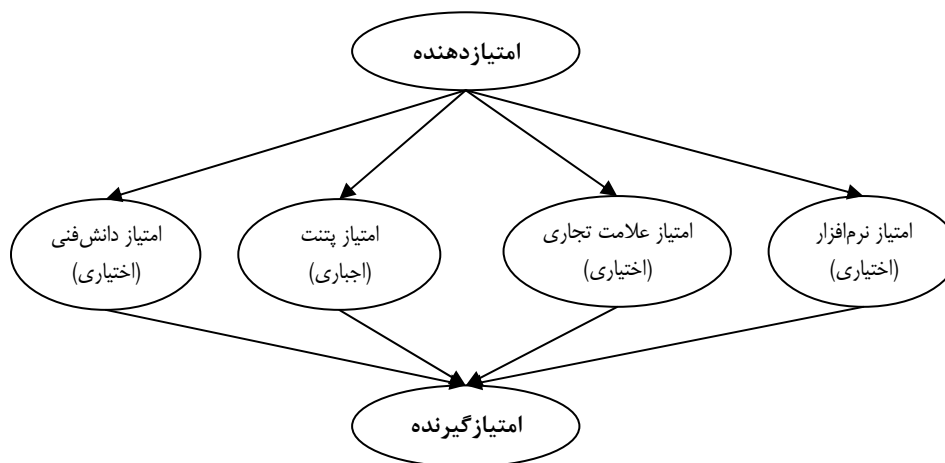 امتیازدهنده
امتیاز نرم‌افزار
(اختیاری)
امتیاز علامت تجاری
(اختیاری)
امتیاز پتنت
(اجباری)
امتیاز دانش‌فنی
(اختیاری)
امتیازگیرنده